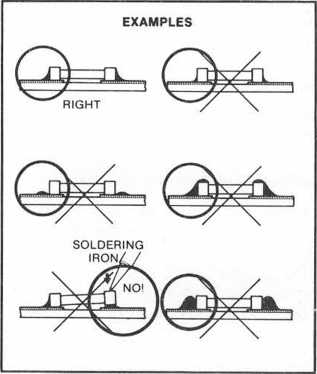 EXAMPLES
RIGHT
SOLDERING
IRON
NO!